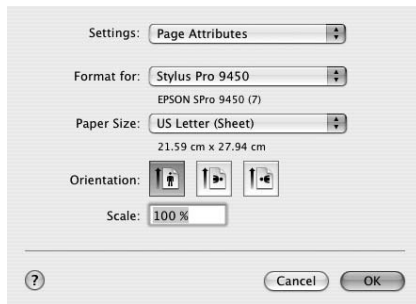 Settings: Page Attributes
Format for: Stylus Pro 9450
EPSON SPro 9450 (7)
Paper Size: US Letter (Sheet)
21.59 cm x 27.94 cm
Orientation:
Scale: 100 %
? Cancel OK